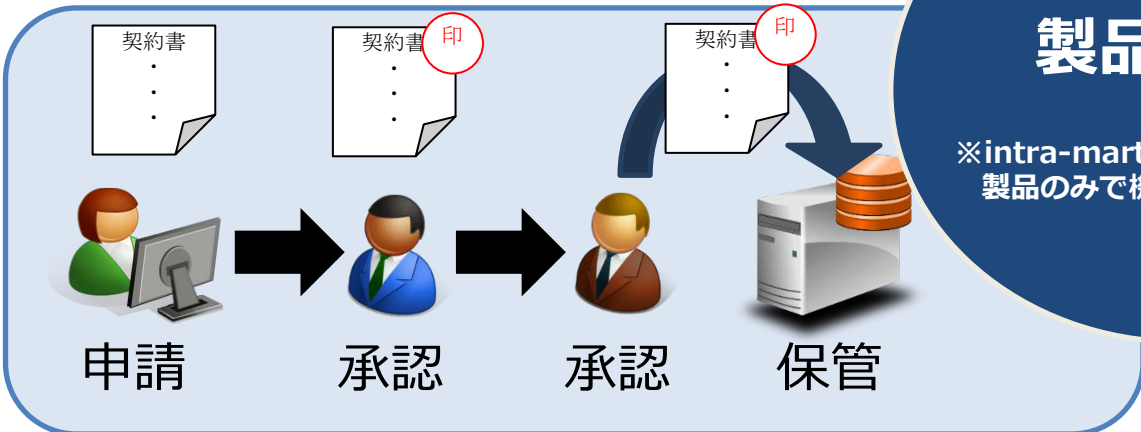 契約書
・
・
・
契約書
印
・
・
・
契約書
印
・
・
・
製品
※intra-mart
製品のみで
申請
承認
承認
保管